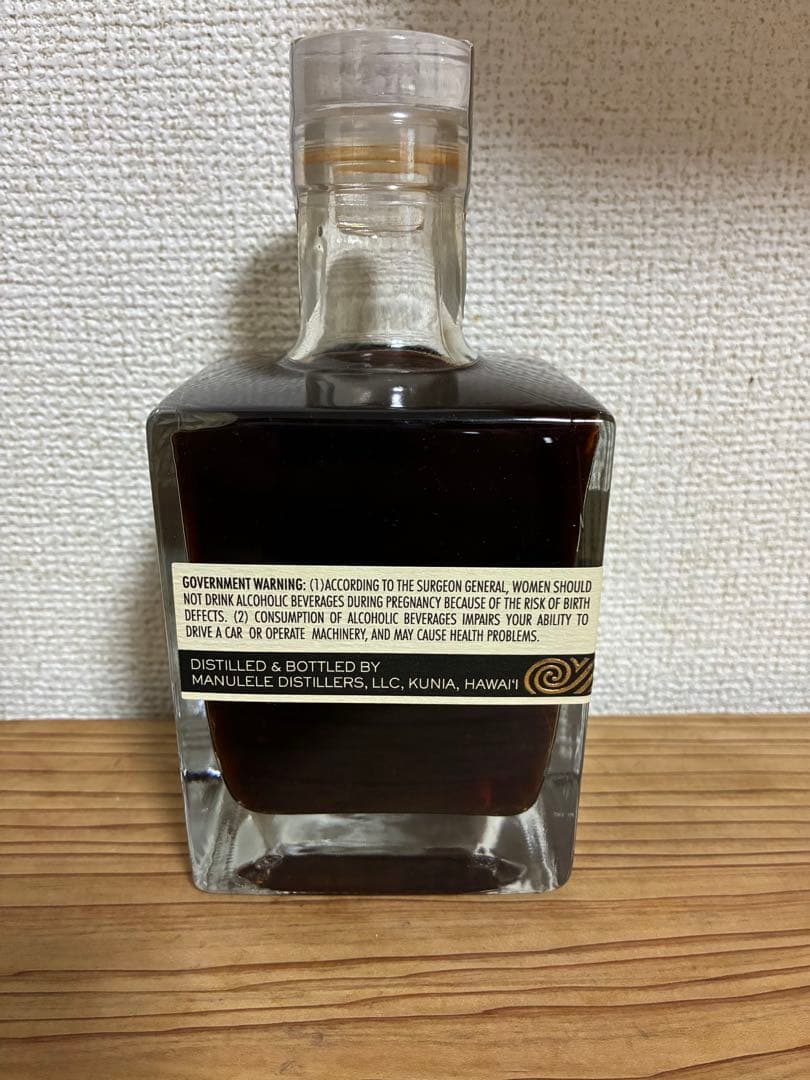 GOVERNMENT WARNING: (1)ACCORDING TO THE SURGEON GENERAL, WOMEN SHOULD
NOT DRINK ALCOHOLIC BEVERAGES DURING PREGNANCY BECAUSE OF THE RISK OF BIRTH
DEFECTS. (2) CONSUMPTION OF ALCOHOLIC BEVERAGES IMPAIRS YOUR ABILITY TO
DRIVE A CAR OR OPERATE MACHINERY, AND MAY CAUSE HEALTH PROBLEMS.
DISTILLED & BOTTLED BY
MANULELE DISTILLERS, LLC, KUNIA, HAWAIʻI